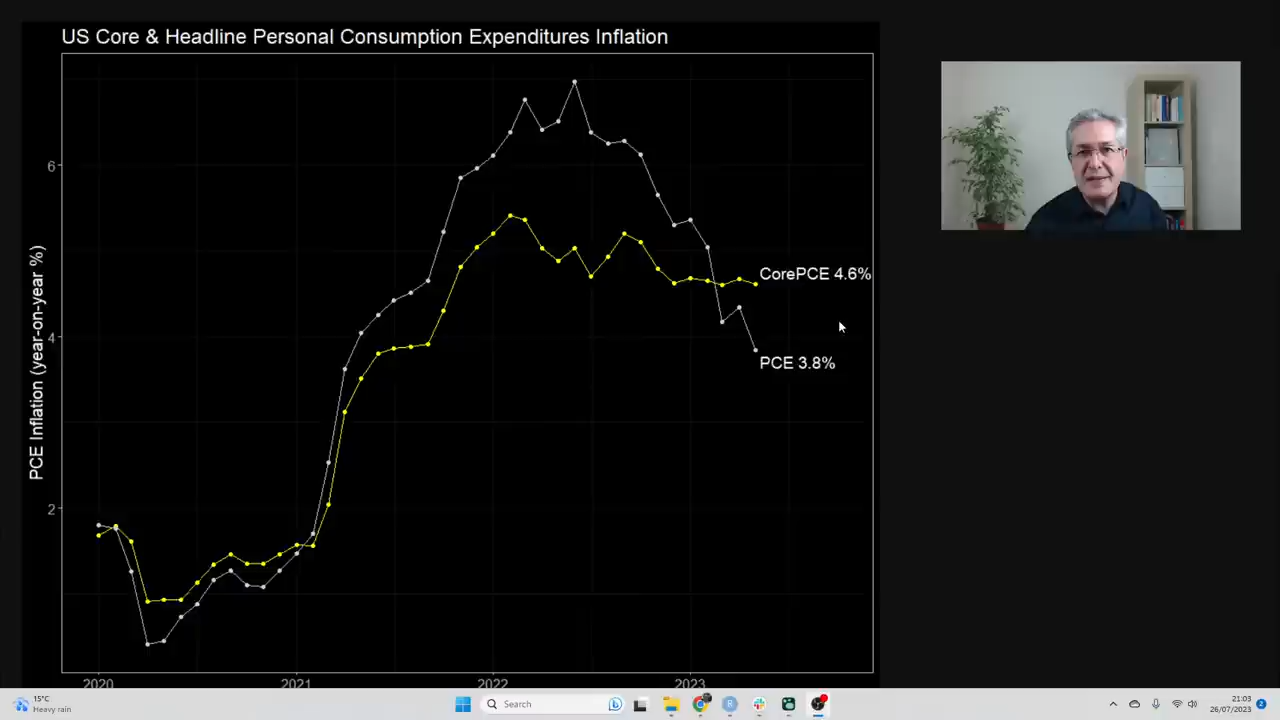 US Core & Headline Personal Consumption Expenditures Inflation
PCE Inflation (year-on-year %)
6
4
2
CorePCE 4.6%
PCE 3.8%
2020
2021
2022
2023
15°C
Heavy rain
Search
21:03
26/07/2023
2